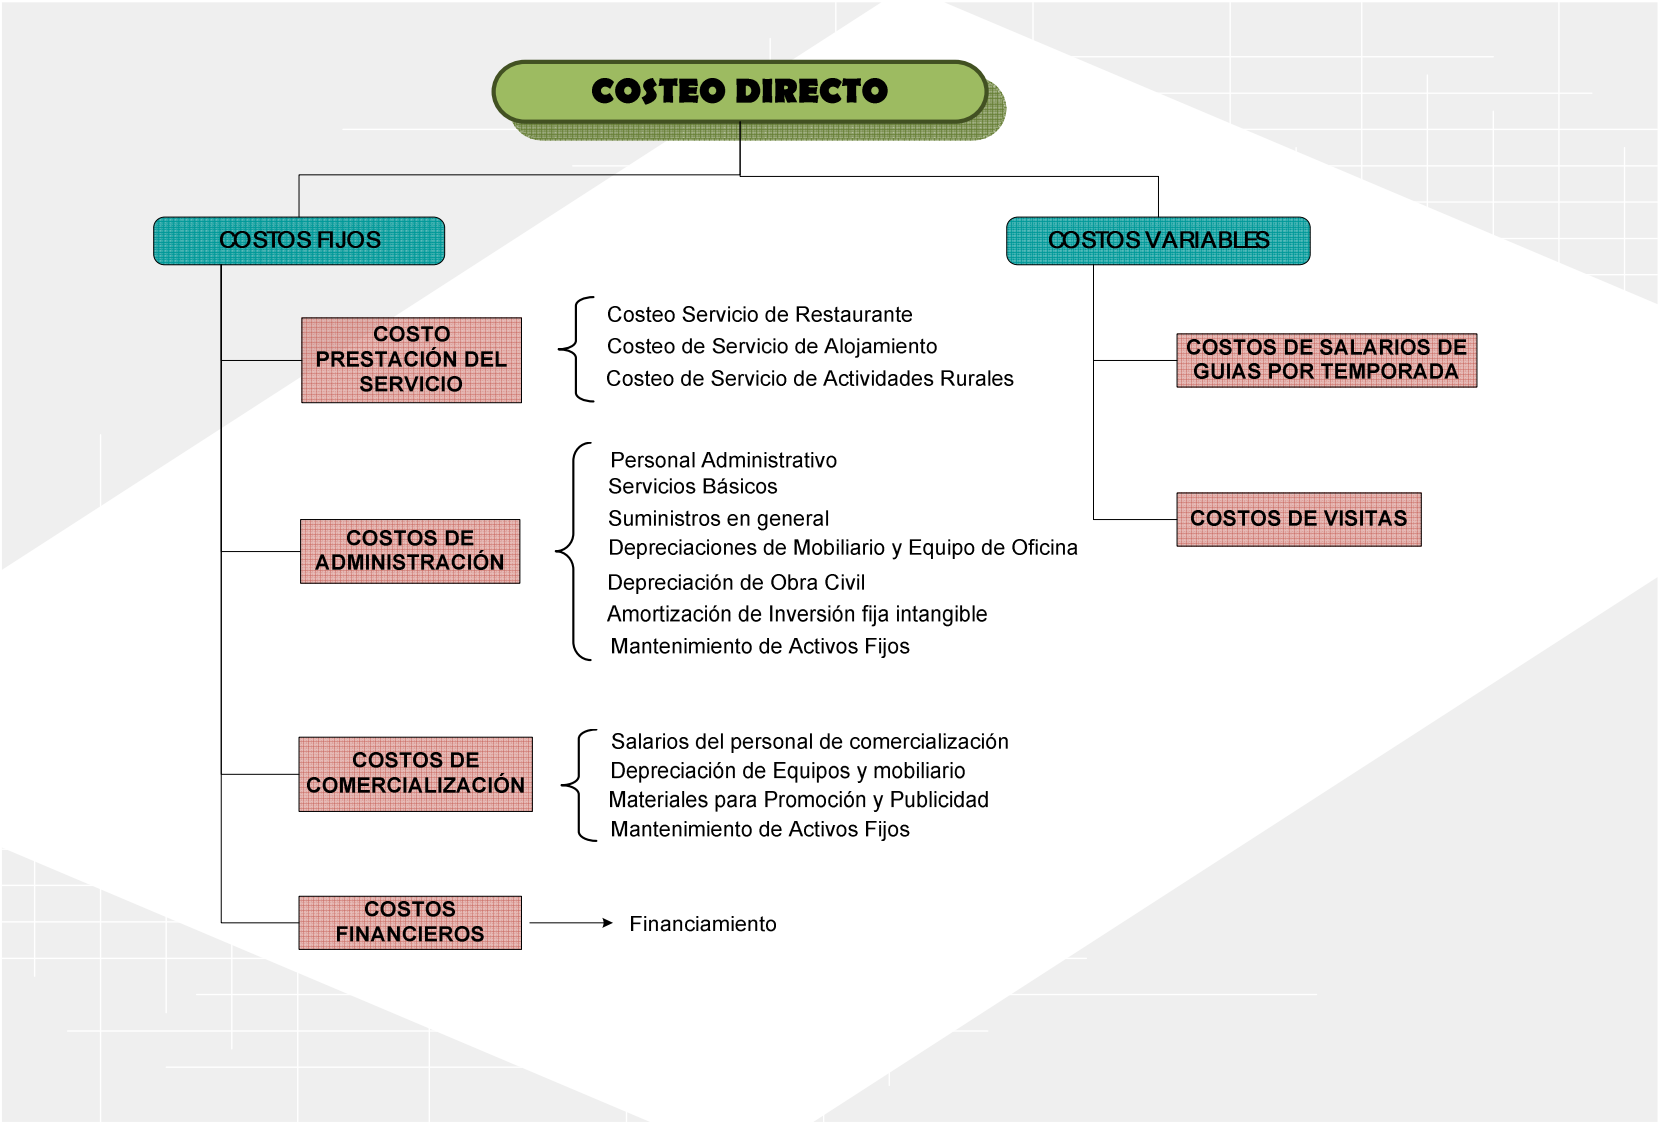 COSTEO DIRECTO
COSTOS FIJOS
COSTO
PRESTACIÓN DEL
SERVICIO
Costeo Servicio de Restaurante
Costeo de Servicio de Alojamiento
Costeo de Servicio de Actividades Rurales
COSTOS DE
ADMINISTRACIÓN
Personal Administrativo
Servicios Básicos
Suministros en general
Depreciaciones de Mobiliario y Equipo de Oficina
Depreciación de Obra Civil
Amortización de Inversión fija intangible
Mantenimiento de Activos Fijos
COSTOS DE
COMERCIALIZACIÓN
Salarios del personal de comercialización
Depreciación de Equipos y mobiliario
Materiales para Promoción y Publicidad
Mantenimiento de Activos Fijos
COSTOS
FINANCIEROS
Financiamiento
COSTOS VARIABLES
COSTOS DE SALARIOS DE
GUIAS POR TEMPORADA
COSTOS DE VISITAS